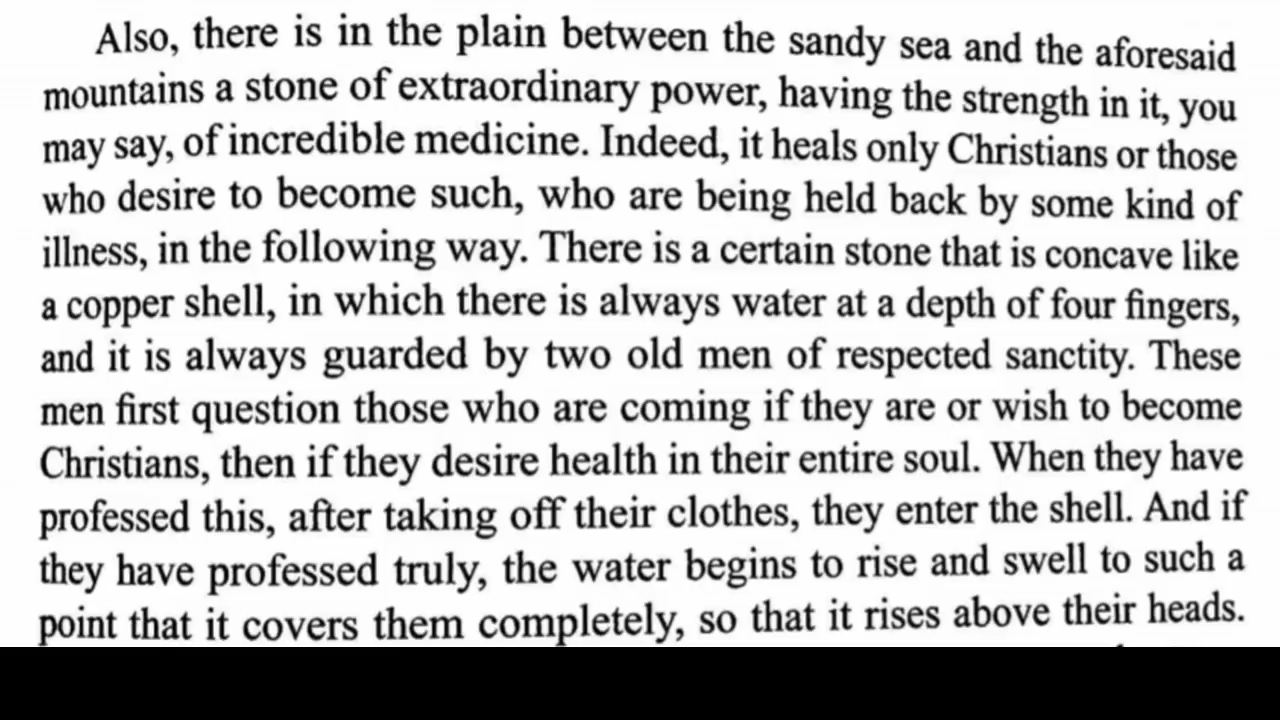 Also, there is in the plain between the sandy sea and the aforesaid
mountains a stone of extraordinary power, having the strength in it, you
may say, of incredible medicine. Indeed, it heals only Christians or those
who desire to become such, who are being held back by some kind of
illness, in the following way. There is a certain stone that is concave like
a copper shell, in which there is always water at a depth of four fingers,
and it is always guarded by two old men of respected sanctity. These
men first question those who are coming if they are or wish to become
Christians, then if they desire health in their entire soul. When they have
professed this, after taking off their clothes, they enter the shell. And if
they have professed truly, the water begins to rise and swell to such a
point that it covers them completely, so that it rises above their heads.